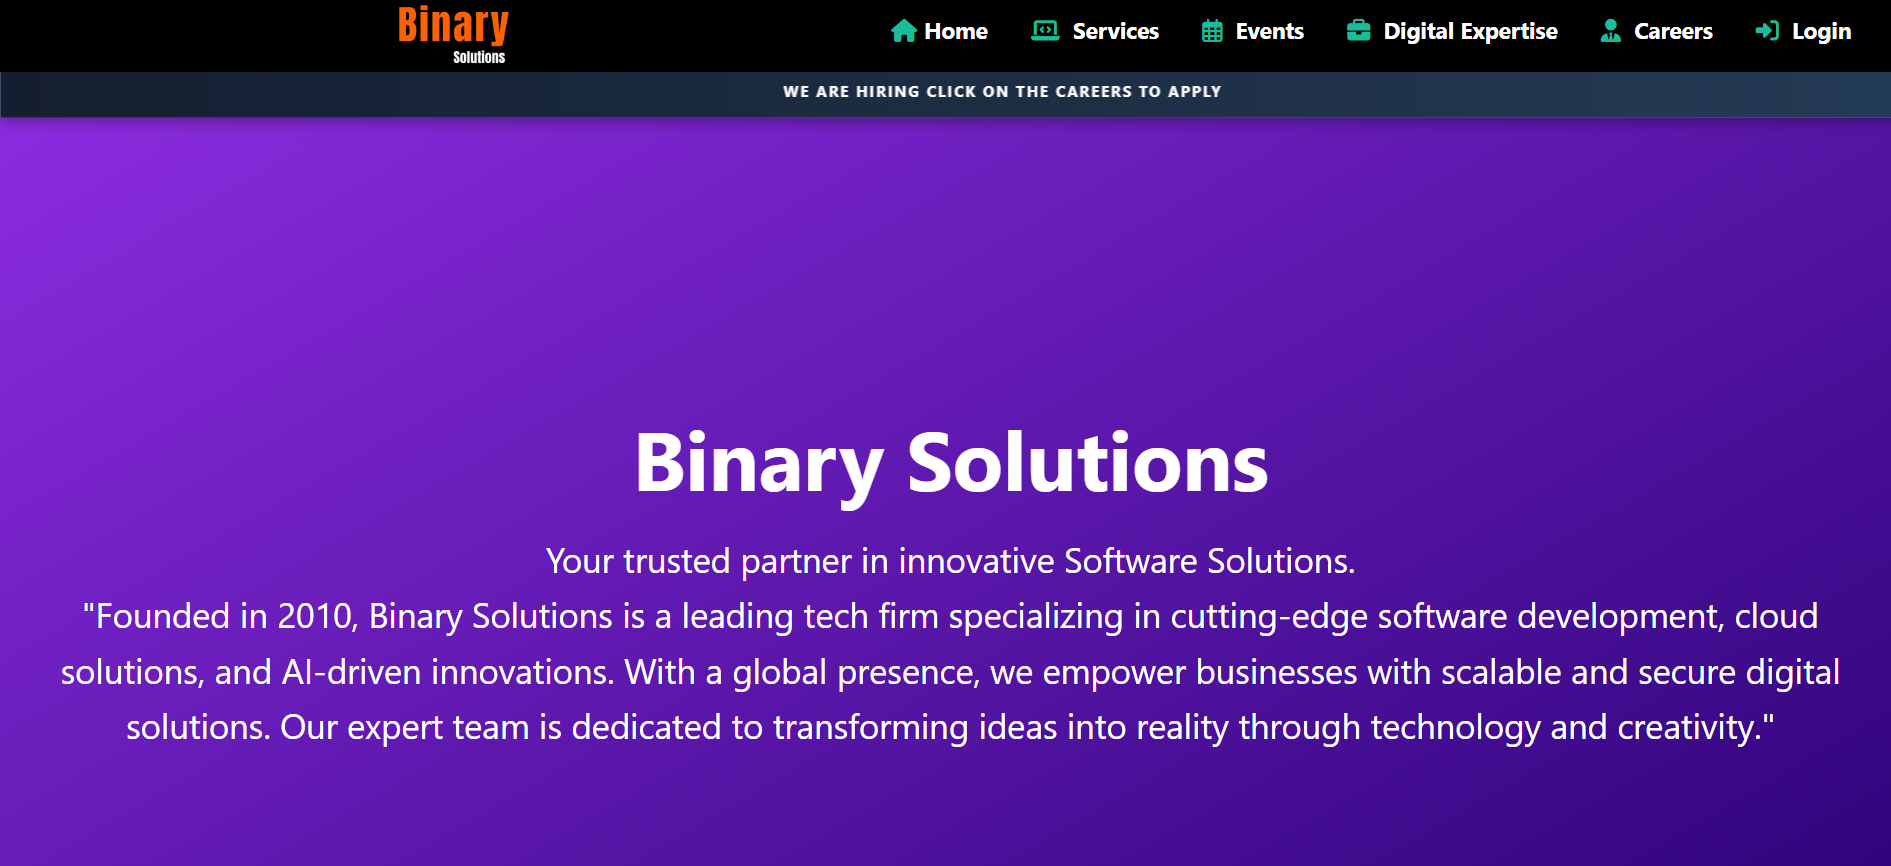 Binary
Solutions
Home Services Events Digital Expertise Careers Login
WE ARE HIRING CLICK ON THE CAREERS TO APPLY
Binary Solutions
Your trusted partner in innovative Software Solutions.
"Founded in 2010, Binary Solutions is a leading tech firm specializing in cutting-edge software development, cloud
solutions, and AI-driven innovations. With a global presence, we empower businesses with scalable and secure digital
solutions. Our expert team is dedicated to transforming ideas into reality through technology and creativity."